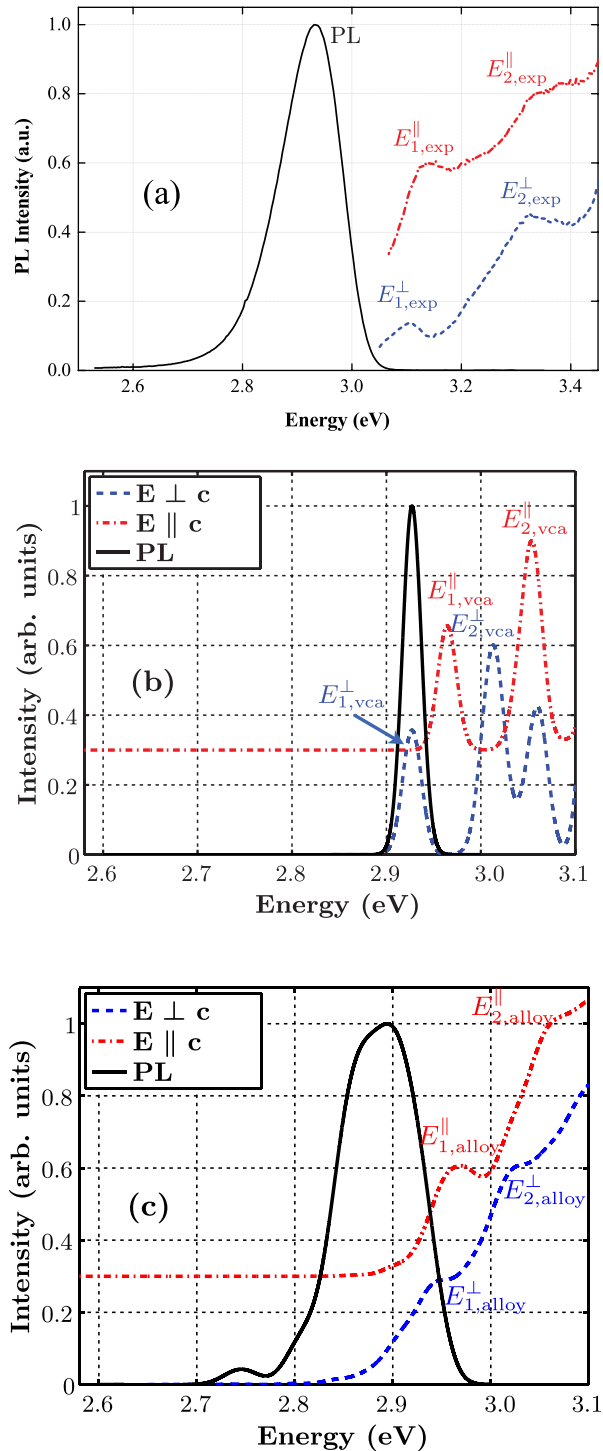 1.0
PL
0.8
E∥2,exp
0.6
E∥1,exp
(a)
E⊥2,exp
0.4
E⊥1,exp
0.2
0.0
PL Intensity (a.u.)
2.6 2.8 3.0 3.2 3.4
Energy (eV)
1
E ⊥ c
E ∥ c
PL
E∥2,vca
0.8
E∥1,vca
0.6
E⊥2,vca
(b)
E⊥1,vca
0.4
0.2
0
Intensity (arb. units)
2.6 2.7 2.8 2.9 3.0 3.1
Energy (eV)
E ⊥ c
E ∥ c
PL
E∥2,alloy
1
0.8
E∥1,alloy
0.6
E⊥2,alloy
(c)
0.4
E⊥1,alloy
0.2
0
Intensity (arb. units)
2.6 2.7 2.8 2.9 3.0 3.1
Energy (eV)